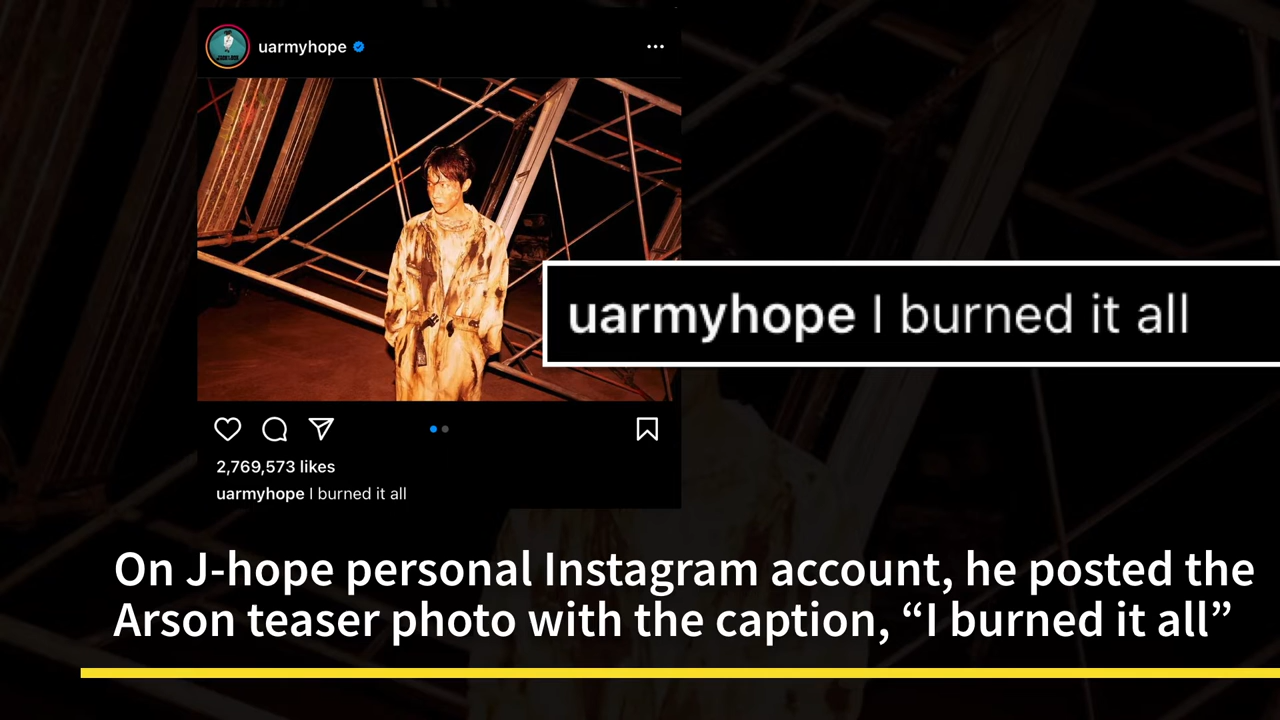 uarmyhope
uarmyhope I burned it all
2,769,573 likes
uarmyhope I burned it all
On J-hope personal Instagram account, he posted the
Arson teaser photo with the caption, “I burned it all”